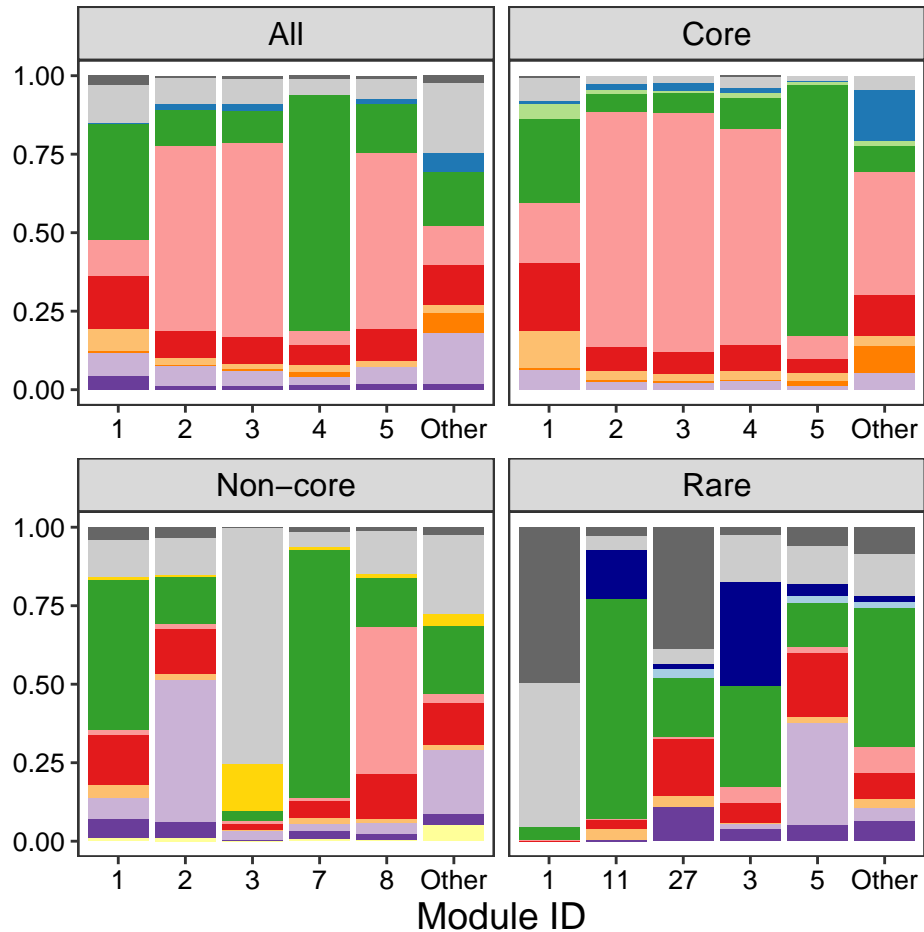 All Core
1.00
0.75
0.50
0.25
0.00
1 2 3 4 5 Other 1 2 3 4 5 Other
Non−core Rare
1.00
0.75
0.50
0.25
0.00
1 2 3 7 8 Other 1 11 27 3 5 Other
Module ID